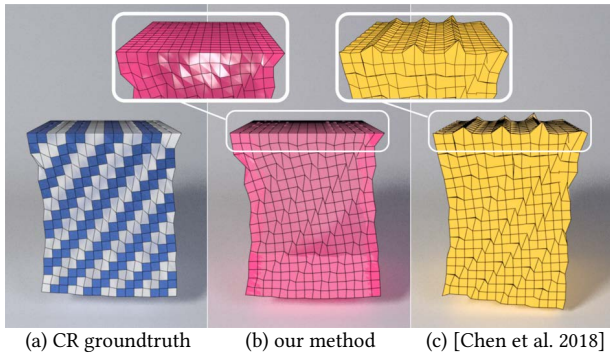 (a) CR groundtruth
(b) our method
(c) [Chen et al. 2018]